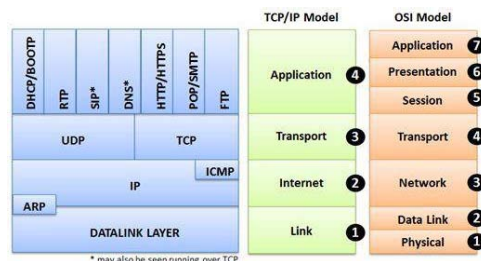 TCP/IP Model
OSI Model
DHCP/BOOTP
RTP
SIP*
DNS*
HTTP/HTTPS
POP/SMTP
FTP
UDP
TCP
ICMP
IP
ARP
DATALINK LAYER
* may also be seen running over TCP
Application 4
Transport 3
Internet 2
Link 1
Application 7
Presentation 6
Session 5
Transport 4
Network 3
Data Link 2
Physical 1